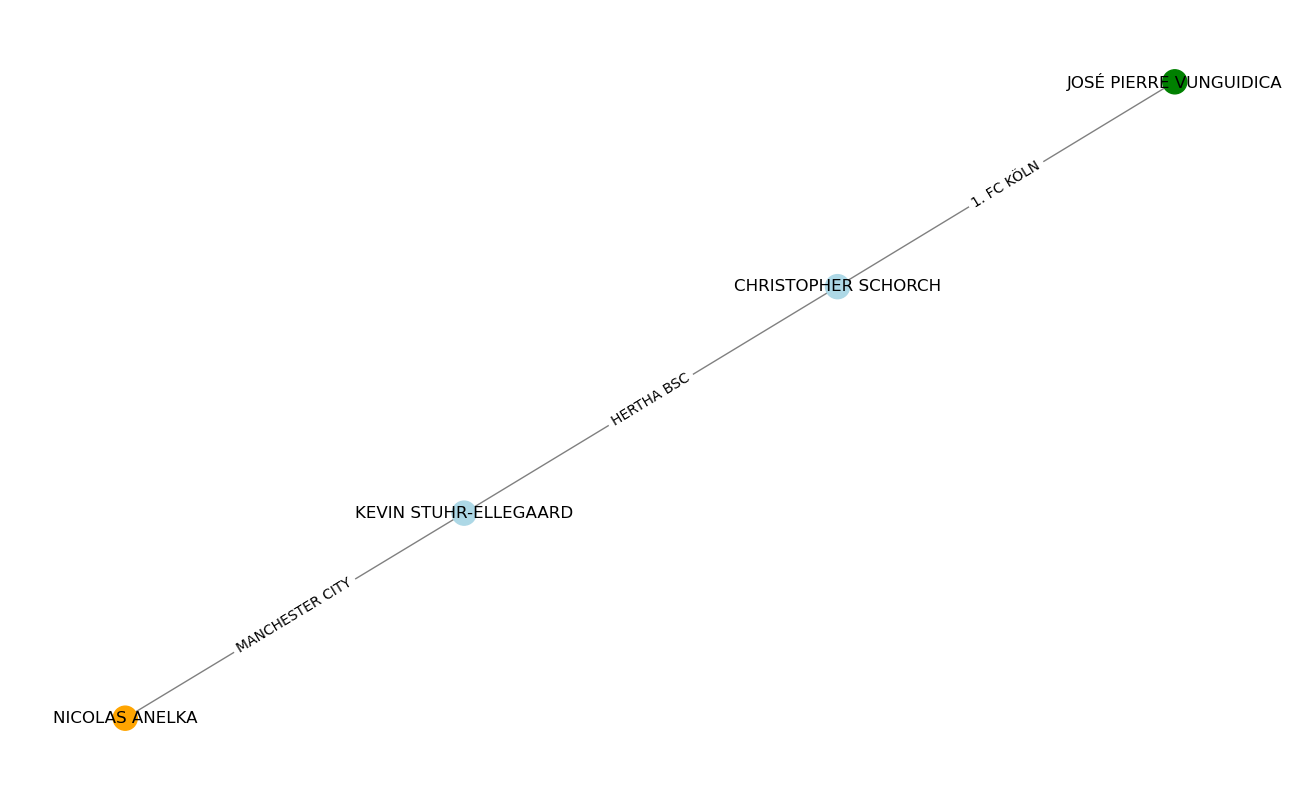 JOSÉ PIERRE VUNGUIDICA
1. FC KÖLN
CHRISTOPHER SCHORCH
HERTHA BSC
KEVIN STUHR-ELLEGAARD
MANCHESTER CITY
NICOLAS ANELKA